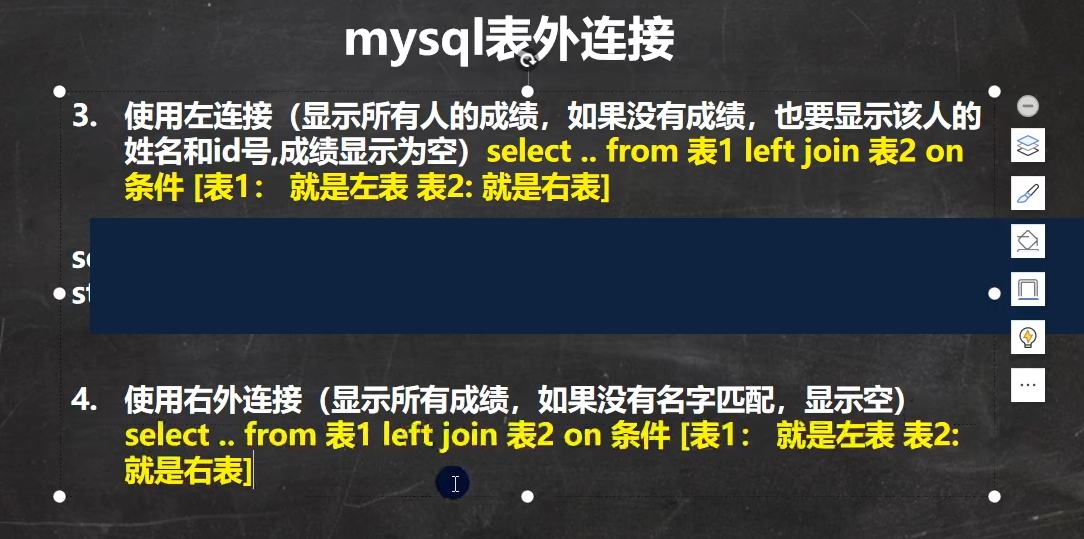 mysql表外连接
3. 使用左连接（显示所有人的成绩，如果没有成绩，也要显示该人的
姓名和id号,成绩显示为空）select .. from 表1 left join 表2 on
条件 [表1： 就是左表 表2: 就是右表]
4. 使用右外连接（显示所有成绩，如果没有名字匹配，显示空）
select .. from 表1 left join 表2 on 条件 [表1： 就是左表 表2:
就是右表]